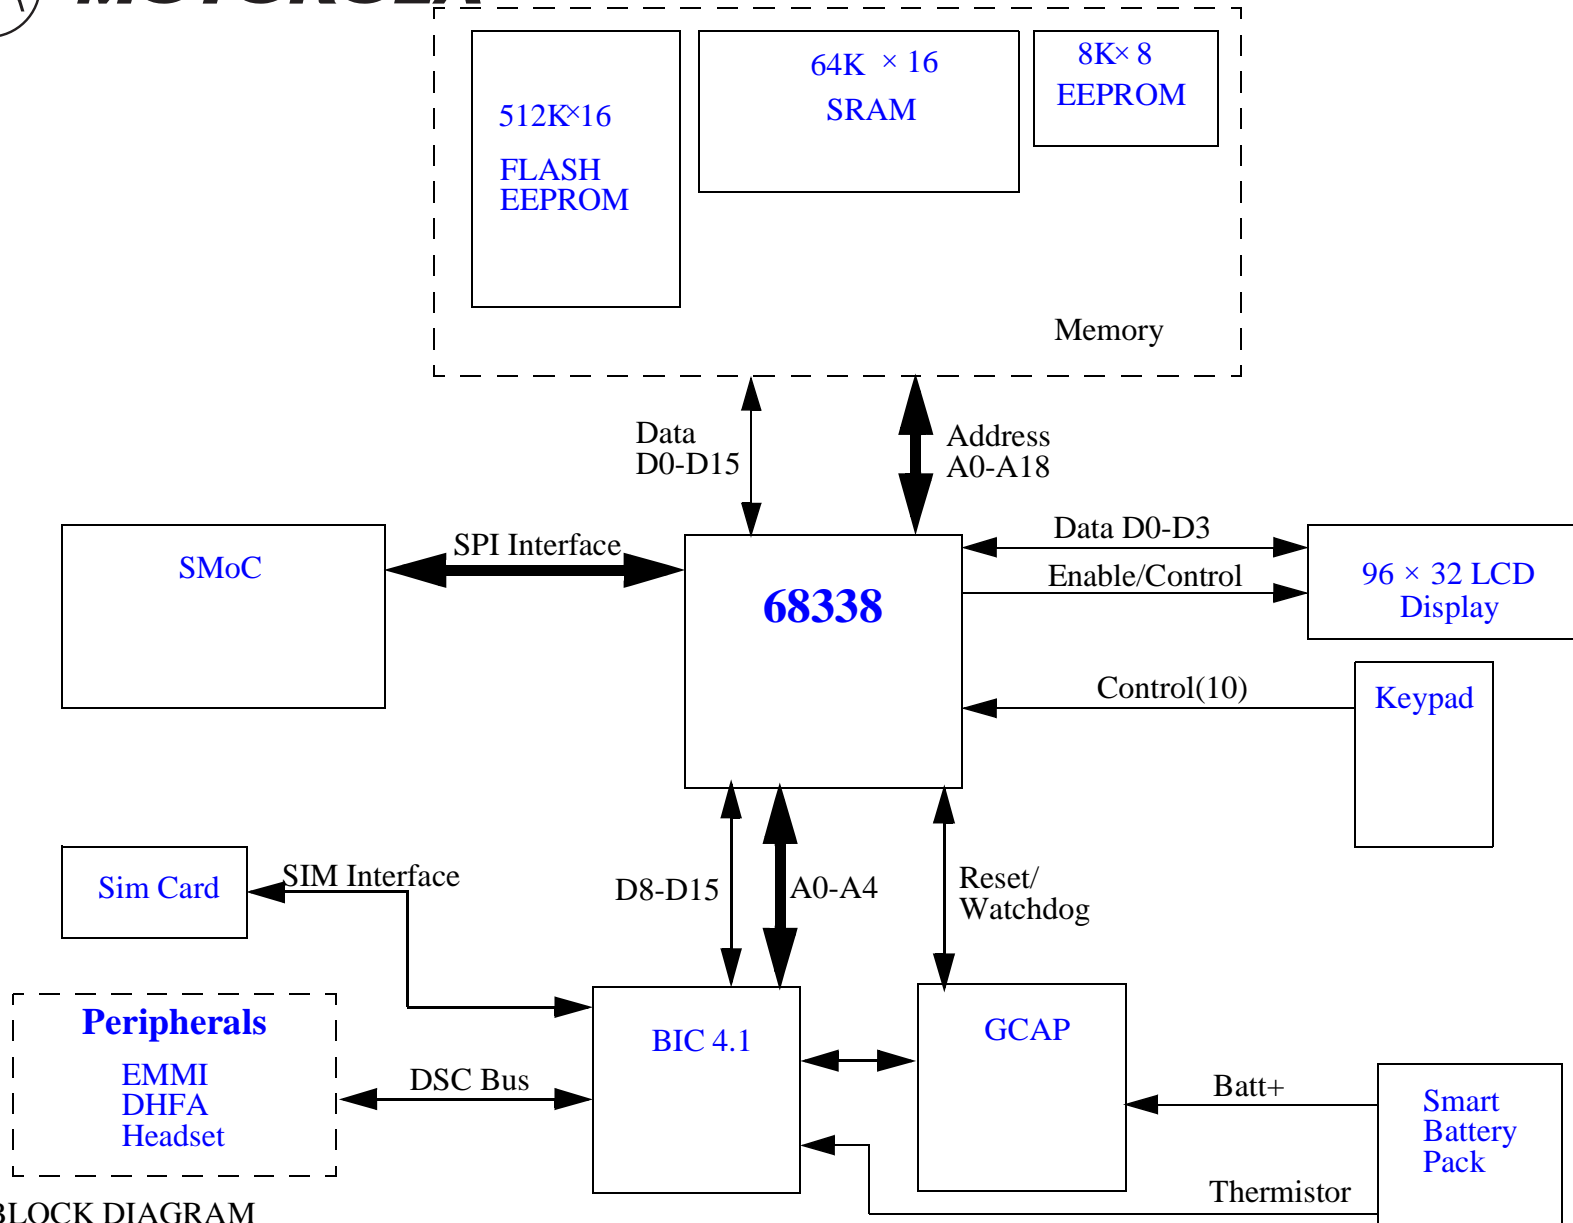 MOTOROLA
512K×16
FLASH
EEPROM
64K × 16
SRAM
8K× 8
EEPROM
Memory
Data
D0-D15
Address
A0-A18
SMoC
SPI Interface
68338
Data D0-D3
Enable/Control
96 × 32 LCD
Display
Control(10)
Keypad
Sim Card
SIM Interface
D8-D15
A0-A4
Reset/
Watchdog
Peripherals
EMMI
DHFA
Headset
DSC Bus
BIC 4.1
GCAP
Batt+
Smart
Battery
Pack
Thermistor
BLOCK DIAGRAM